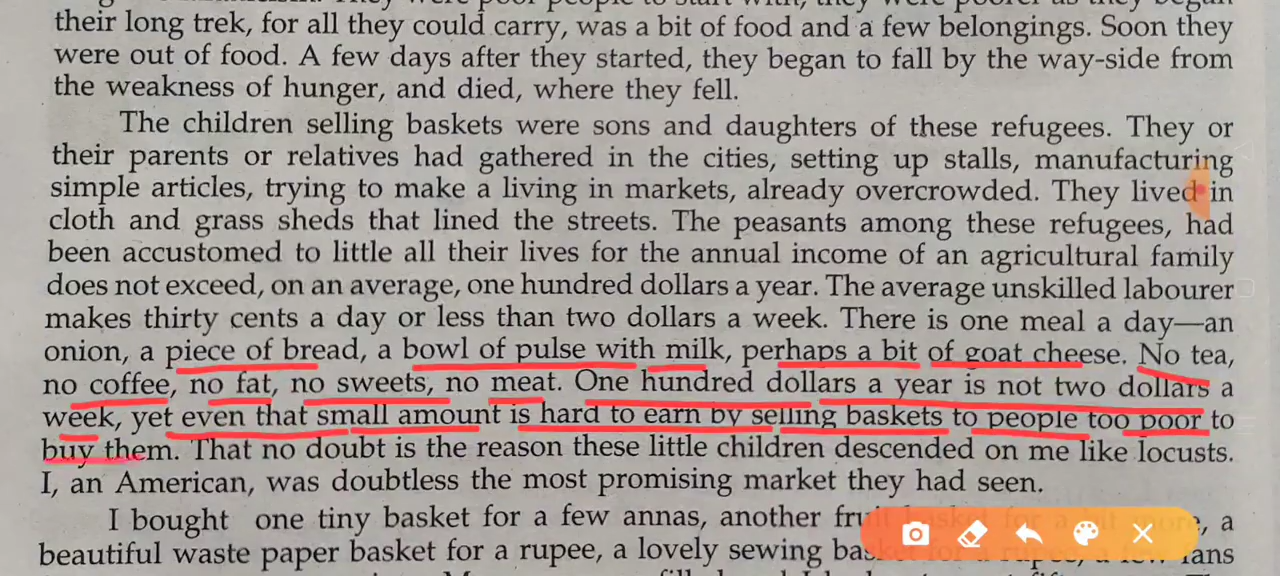 their long trek, for all they could carry, was a bit of food and a few belongings. Soon they
were out of food. A few days after they started, they began to fall by the way-side from
the weakness of hunger, and died, where they fell.
The children selling baskets were sons and daughters of these refugees. They or
their parents or relatives had gathered in the cities, setting up stalls, manufacturing
simple articles, trying to make a living in markets, already overcrowded. They lived in
cloth and grass sheds that lined the streets. The peasants among these refugees, had
been accustomed to little all their lives for the annual income of an agricultural family
does not exceed, on an average, one hundred dollars a year. The average unskilled labourer
makes thirty cents a day or less than two dollars a week. There is one meal a day—an
onion, a piece of bread, a bowl of pulse with milk, perhaps a bit of goat cheese. No tea,
no coffee, no fat, no sweets, no meat. One hundred dollars a year is not two dollars a
week, yet even that small amount is hard to earn by selling baskets to people too poor to
buy them. That no doubt is the reason these little children descended on me like locusts.
I, an American, was doubtless the most promising market they had seen.
I bought one tiny basket for a few annas, another fruit basket for a bit more, a
beautiful waste paper basket for a rupee, a lovely sewing basket for a rupee, a few fans